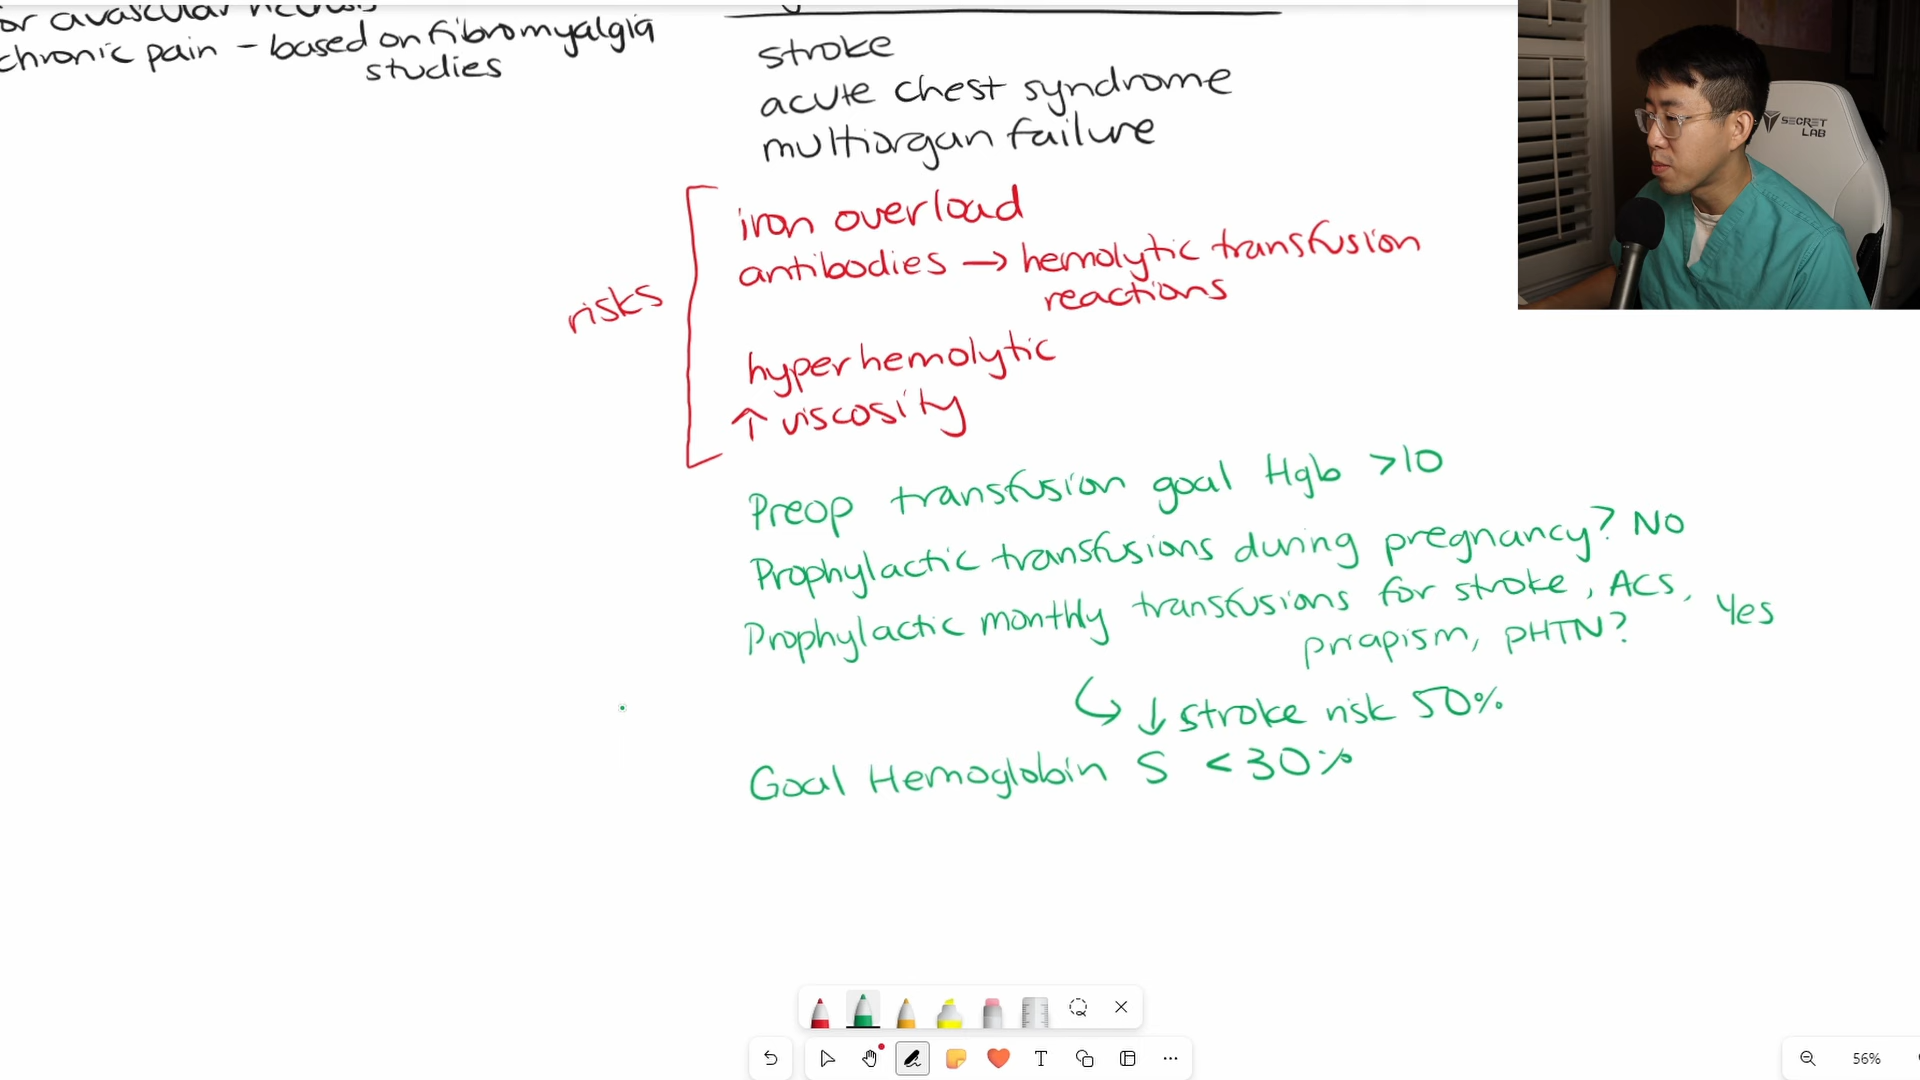 chronic pain - based on fibromyalgia
studies
stroke
acute chest syndrome
multiorgan failure
risks
iron overload
antibodies → hemolytic transfusion
reactions
hyperhemolytic
↑ viscosity
Preop transfusion goal Hgb >10
Prophylactic transfusions during pregnancy? No
Prophylactic monthly transfusions for stroke, ACS,
priapism, PHTN? Yes
↳ ↓ stroke risk 50%
Goal Hemoglobin S <30%
SECRET
LAB
T
56%